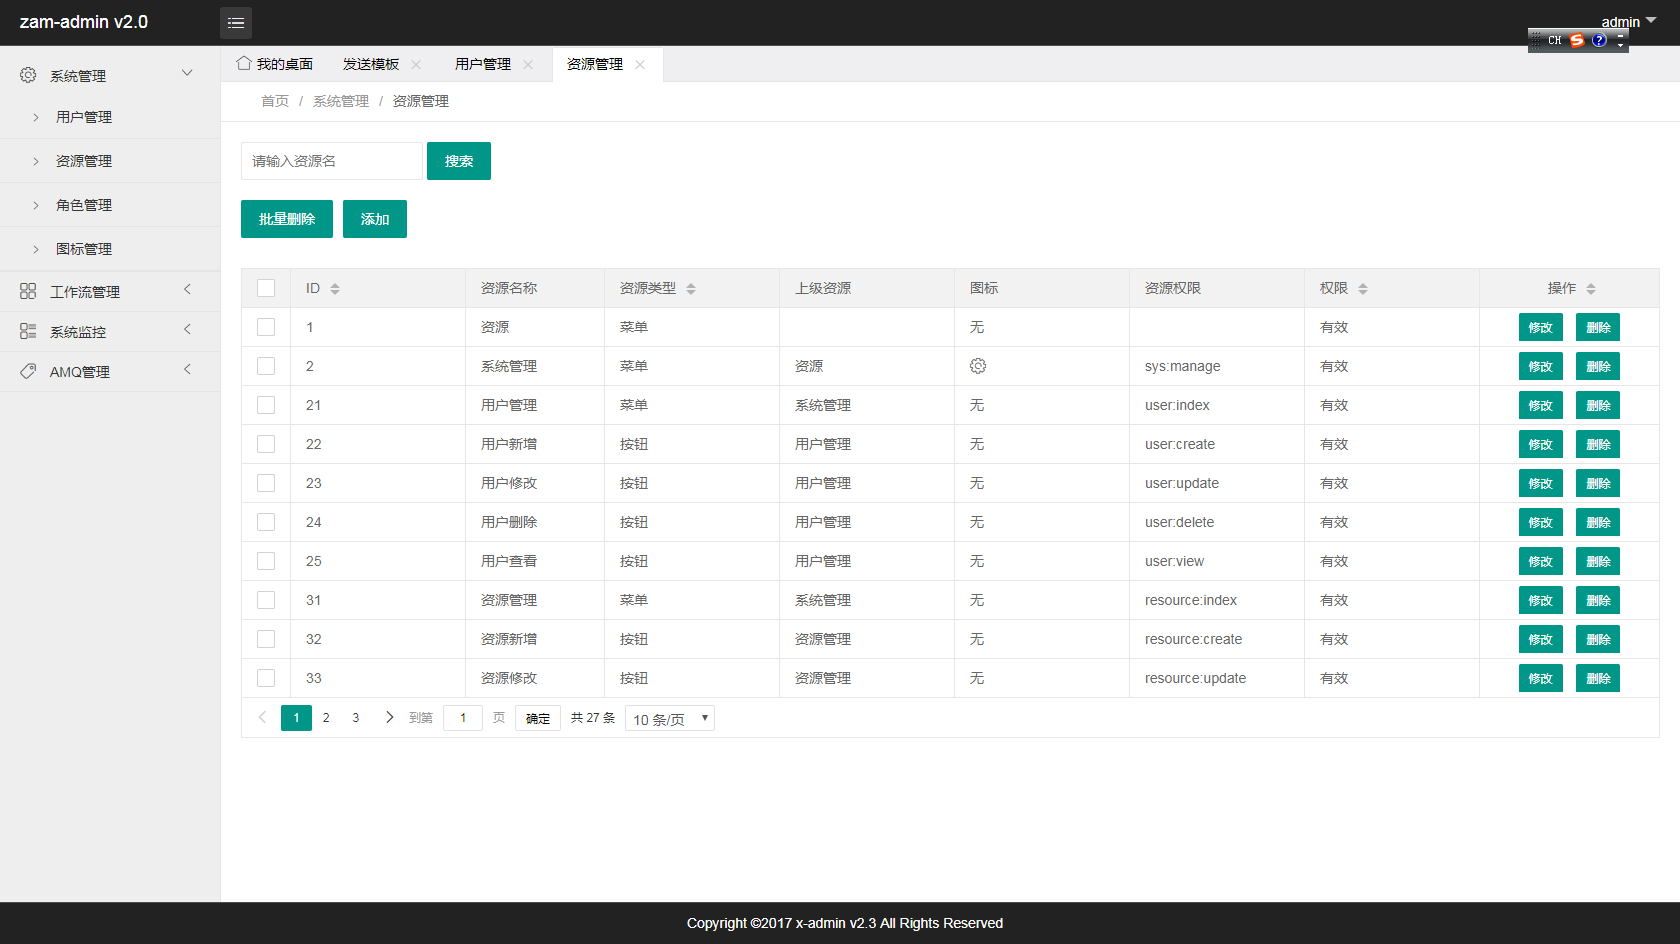 zam-admin v2.0
admin
CH
系统管理
用户管理
资源管理
角色管理
图标管理
工作流管理
系统监控
AMQ管理
我的桌面 发送模板 用户管理 资源管理
首页 / 系统管理 / 资源管理
请输入资源名 搜索
批量删除 添加
ID 资源名称 资源类型 上级资源 图标 资源权限 权限 操作
1 资源 菜单 无 有效 修改 删除
2 系统管理 菜单 资源 sys:manage 有效 修改 删除
21 用户管理 菜单 系统管理 无 user:index 有效 修改 删除
22 用户新增 按钮 用户管理 无 user:create 有效 修改 删除
23 用户修改 按钮 用户管理 无 user:update 有效 修改 删除
24 用户删除 按钮 用户管理 无 user:delete 有效 修改 删除
25 用户查看 按钮 用户管理 无 user:view 有效 修改 删除
31 资源管理 菜单 系统管理 无 resource:index 有效 修改 删除
32 资源新增 按钮 资源管理 无 resource:create 有效 修改 删除
33 资源修改 按钮 资源管理 无 resource:update 有效 修改 删除
1 2 3 到第 1 页 确定 共 27 条 10 条/页
Copyright ©2017 x-admin v2.3 All Rights Reserved